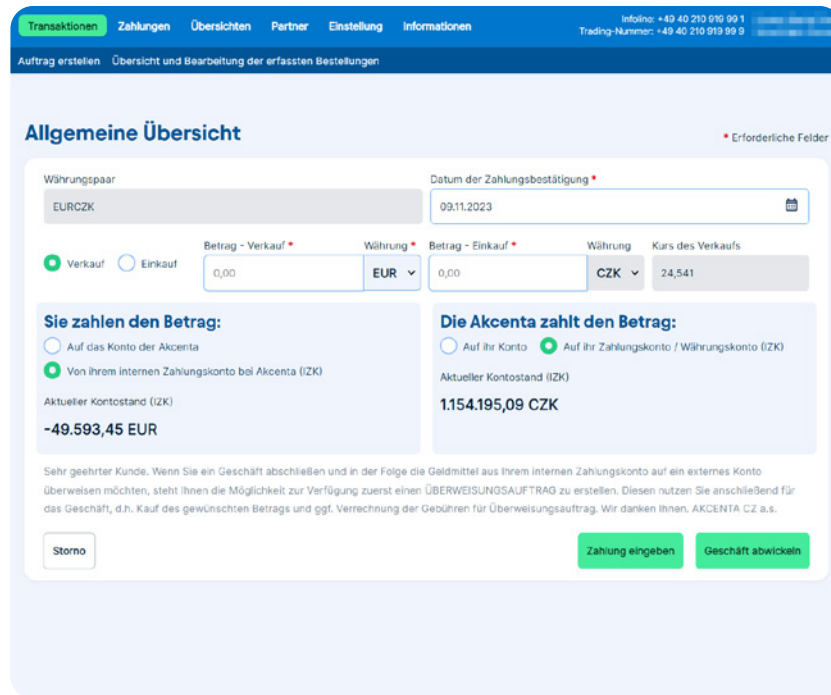 Transaktionen Zahlungen Übersichten Partner Einstellung Informationen
Infoline: +49 40 210 919 99 1
Trading-Nummer: +49 40 210 919 99 9
Auftrag erstellen Übersicht und Bearbeitung der erfassten Bestellungen
Allgemeine Übersicht
* Erforderliche Felder
Währungspaar
EURCZK
Datum der Zahlungsbestätigung *
09.11.2023
Verkauf Einkauf
Betrag - Verkauf *
0,00
Währung *
EUR
Betrag - Einkauf *
0,00
Währung
CZK
Kurs des Verkaufs
24,541
Sie zahlen den Betrag:
Auf das Konto der Akcenta
Von ihrem internen Zahlungskonto bei Akcenta (IZK)
Aktueller Kontostand (IZK)
-49.593,45 EUR
Die Akcenta zahlt den Betrag:
Auf ihr Konto Auf ihr Zahlungskonto / Währungskonto (IZK)
Aktueller Kontostand (IZK)
1.154.195,09 CZK
Sehr geehrter Kunde. Wenn Sie ein Geschäft abschließen und in der Folge die Geldmittel aus Ihrem internen Zahlungskonto auf ein externes Konto
überweisen möchten, steht Ihnen die Möglichkeit zur Verfügung zuerst einen ÜBERWEISUNGSAUFTRAG zu erstellen. Diesen nutzen Sie anschließend für
das Geschäft, d.h. Kauf des gewünschten Betrags und ggf. Verrechnung der Gebühren für Überweisungsauftrag. Wir danken Ihnen. AKCENTA CZ a.s.
Storno
Zahlung eingeben
Geschäft abwickeln